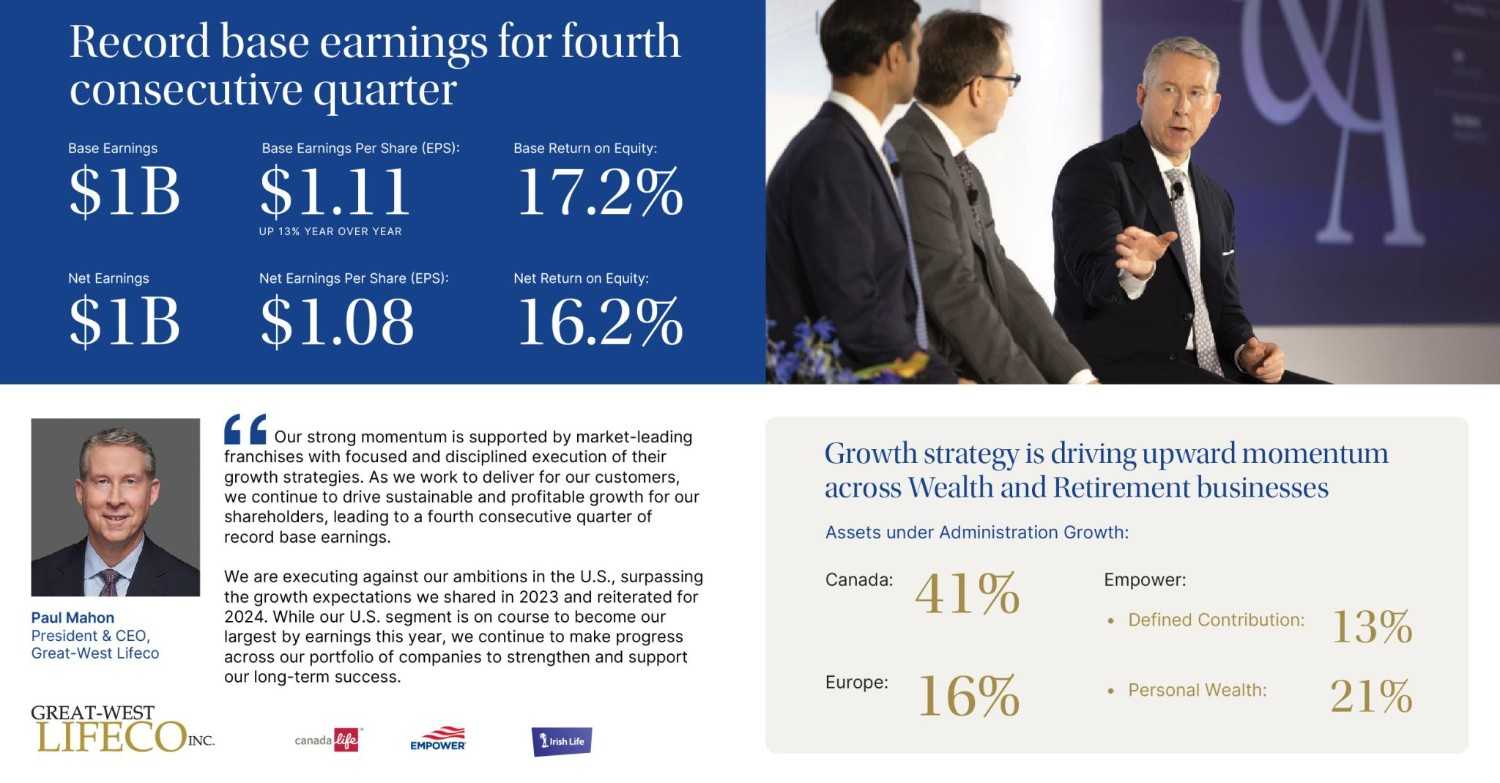 Record base earnings for fourth
consecutive quarter
Base Earnings
$1B
Base Earnings Per Share (EPS):
$1.11
UP 13% YEAR OVER YEAR
Base Return on Equity:
17.2%
Net Earnings
$1B
Net Earnings Per Share (EPS):
$1.08
Net Return on Equity:
16.2%
&A
Paul Mahon
President & CEO,
Great-West Lifeco
“ Our strong momentum is supported by market-leading
franchises with focused and disciplined execution of their
growth strategies. As we work to deliver for our customers,
we continue to drive sustainable and profitable growth for our
shareholders, leading to a fourth consecutive quarter of
record base earnings.
We are executing against our ambitions in the U.S., surpassing
the growth expectations we shared in 2023 and reiterated for
2024. While our U.S. segment is on course to become our
largest by earnings this year, we continue to make progress
across our portfolio of companies to strengthen and support
our long-term success.
GREAT-WEST
LIFECO INC.
canada life
EMPOWER
Irish Life
Growth strategy is driving upward momentum
across Wealth and Retirement businesses
Assets under Administration Growth:
Canada: 41%
Europe: 16%
Empower:
• Defined Contribution: 13%
• Personal Wealth: 21%